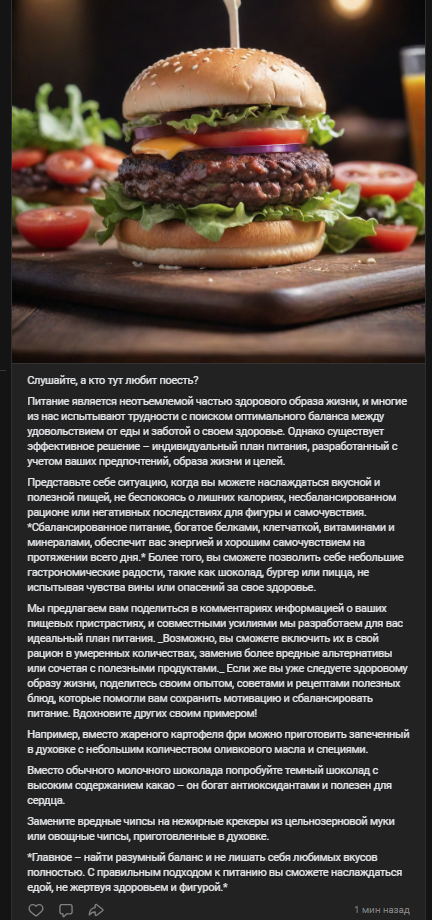 Слушайте, а кто тут любит поесть?
Питание является неотъемлемой частью здорового образа жизни, и многие
из нас испытывают трудности с поиском оптимального баланса между
удовольствием от еды и заботой о своем здоровье. Однако существует
эффективное решение – индивидуальный план питания, разработанный с
учетом ваших предпочтений, образа жизни и целей.
Представьте себе ситуацию, когда вы можете наслаждаться вкусной и
полезной пищей, не беспокоясь о лишних калориях, несбалансированном
рационе или негативных последствиях для фигуры и самочувствия.
*Сбалансированное питание, богатое белками, клетчаткой, витаминами и
минералами, обеспечит вас энергией и хорошим самочувствием на
протяжении всего дня.* Более того, вы сможете позволить себе небольшие
гастрономические радости, такие как шоколад, бургер или пицца, не
испытывая чувства вины или опасений за свое здоровье.
Мы предлагаем вам поделиться в комментариях информацией о ваших
пищевых пристрастиях, и совместными усилиями мы разработаем для вас
идеальный план питания. _Возможно, вы сможете включить их в свой
рацион в умеренных количествах, заменив более вредные альтернативы
или сочетая с полезными продуктами._ Если же вы уже следуете здоровому
образу жизни, поделитесь своим опытом, советами и рецептами полезных
блюд, которые помогли вам сохранить мотивацию и сбалансировать
питание. Вдохновите других своим примером!
Например, вместо жареного картофеля фри можно приготовить запеченный
в духовке с небольшим количеством оливкового масла и специями.
Вместо обычного молочного шоколада попробуйте темный шоколад с
высоким содержанием какао – он богат антиоксидантами и полезен для
сердца.
Замените вредные чипсы на нежирные крекеры из цельнозерновой муки
или овощные чипсы, приготовленные в духовке.
*Главное – найти разумный баланс и не лишать себя любимых вкусов
полностью. С правильным подходом к питанию вы сможете наслаждаться
едой, не жертвуя здоровьем и фигурой.*
1 мин назад